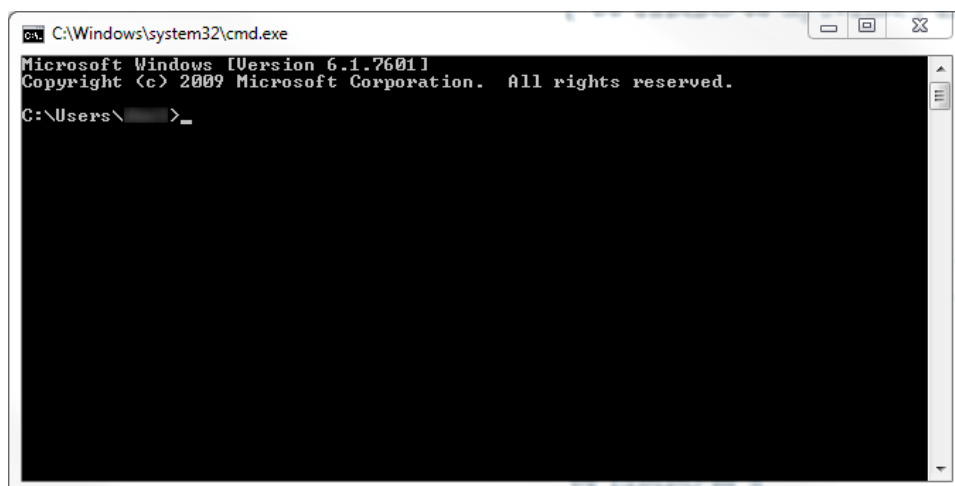 C:\Windows\system32\cmd.exe
Microsoft Windows [Version 6.1.7601]
Copyright (c) 2009 Microsoft Corporation.  All rights reserved.
C:\Users\ >_